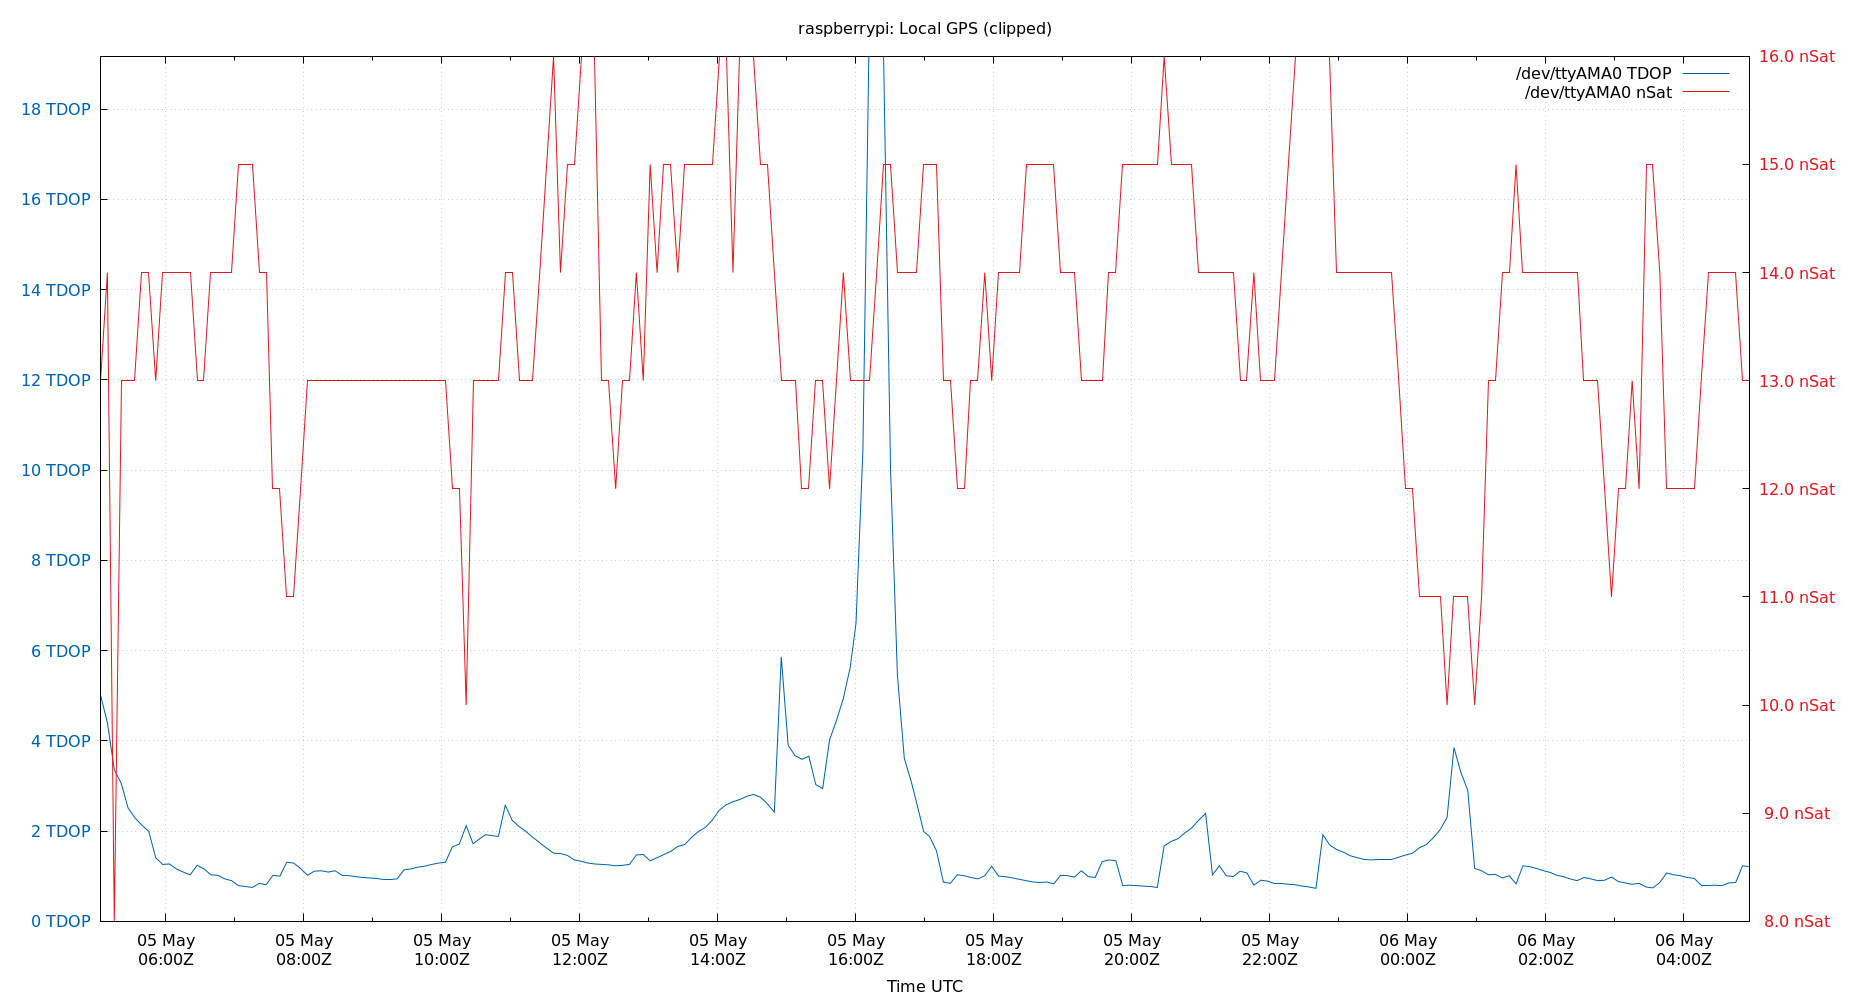 raspberrypi: Local GPS (clipped)
/dev/ttyAMA0 TDOP
/dev/ttyAMA0 nSat
18 TDOP
16 TDOP
14 TDOP
12 TDOP
10 TDOP
8 TDOP
6 TDOP
4 TDOP
2 TDOP
0 TDOP
16.0 nSat
15.0 nSat
14.0 nSat
13.0 nSat
12.0 nSat
11.0 nSat
10.0 nSat
9.0 nSat
8.0 nSat
05 May 05 May 05 May 05 May 05 May 05 May 05 May 05 May 05 May 06 May 06 May 06 May
06:00Z 08:00Z 10:00Z 12:00Z 14:00Z 16:00Z 18:00Z 20:00Z 22:00Z 00:00Z 02:00Z 04:00Z
Time UTC